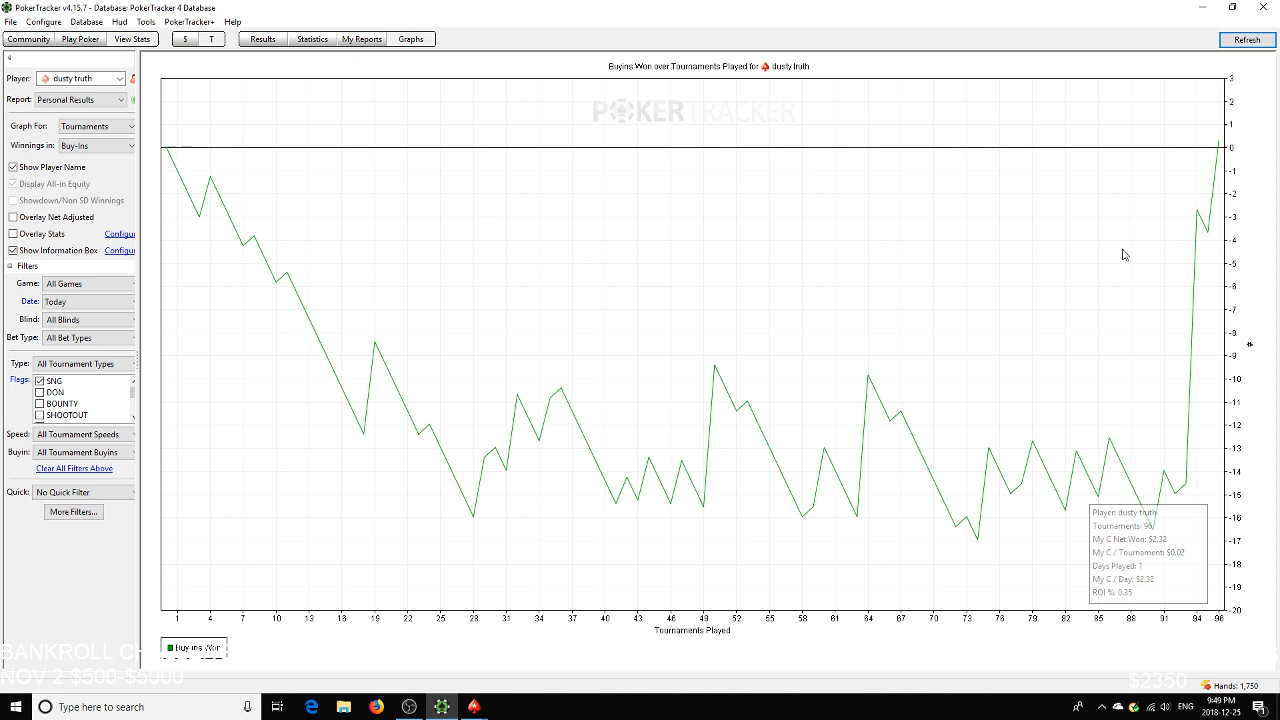 PokerTracker v4.15.7 - Database: PokerTracker 4 Database
File Configure Database Hud Tools PokerTracker+ Help
Community Play Poker View Stats $ T Results Statistics My Reports Graphs Refresh
Player: dusty truth
Report: Personal Results
Graph For: Tournaments
Winnings in: Buy-Ins
Show Player Name
Display All-in Equity
Showdown/Non SD Winnings
Overlay Net Adjusted
Overlay Stats Configu
Show Information Box Configu
Filters
Game: All Games
Date: Today
Blind: All Blinds
Bet Type: All Bet Types
Type: All Tournament Types
Flags: SNG
DON
BOUNTY
SHOOTOUT
Speed: All Tournament Speeds
Buyin: All Tournament Buyins
Clear All Filters Above
Quick: No Quick Filter
More Filters...
Buyins Won over Tournaments Played for dusty truth
POKERTRACKER
3
2
1
0
-1
-2
-3
-4
-5
-6
-7
-8
-9
-10
-11
-12
-13
-14
-15
-16
-17
-18
-19
-20
#
Player: dusty truth
Tournaments: 96
My C Net Won: $2.32
My C / Tournament: $0.02
Days Played: 1
My C / Day: $2.32
ROI %: 0.35
1 4 7 10 13 16 19 22 25 28 31 34 37 40 43 46 49 52 55 58 61 64 67 70 73 76 79 82 85 88 91 94 96
Tournaments Played
Buy-ins Won
BANKROLL CH
NOV 2 $500-$5000
$2350
Hands: 1,750
Type here to search
ENG
9:49 PM
2018-12-25